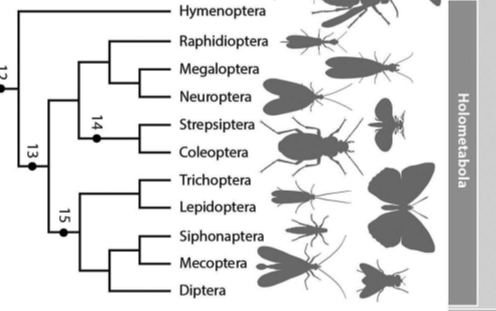 Hymenoptera
Raphidioptera
Megaloptera
Neuroptera
Strepsiptera
Coleoptera
Trichoptera
Lepidoptera
Siphonaptera
Mecoptera
Diptera
12
13
14
15
Holometabola